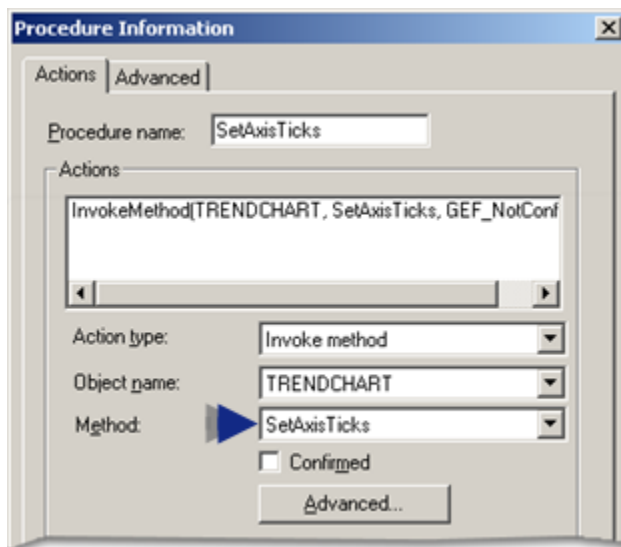 Procedure Information
Actions Advanced
Procedure name: SetAxisTicks
Actions
InvokeMethod(TRENDCHART, SetAxisTicks, GEF_NotConf
Action type: Invoke method
Object name: TRENDCHART
Method: SetAxisTicks
Confirmed
Advanced...